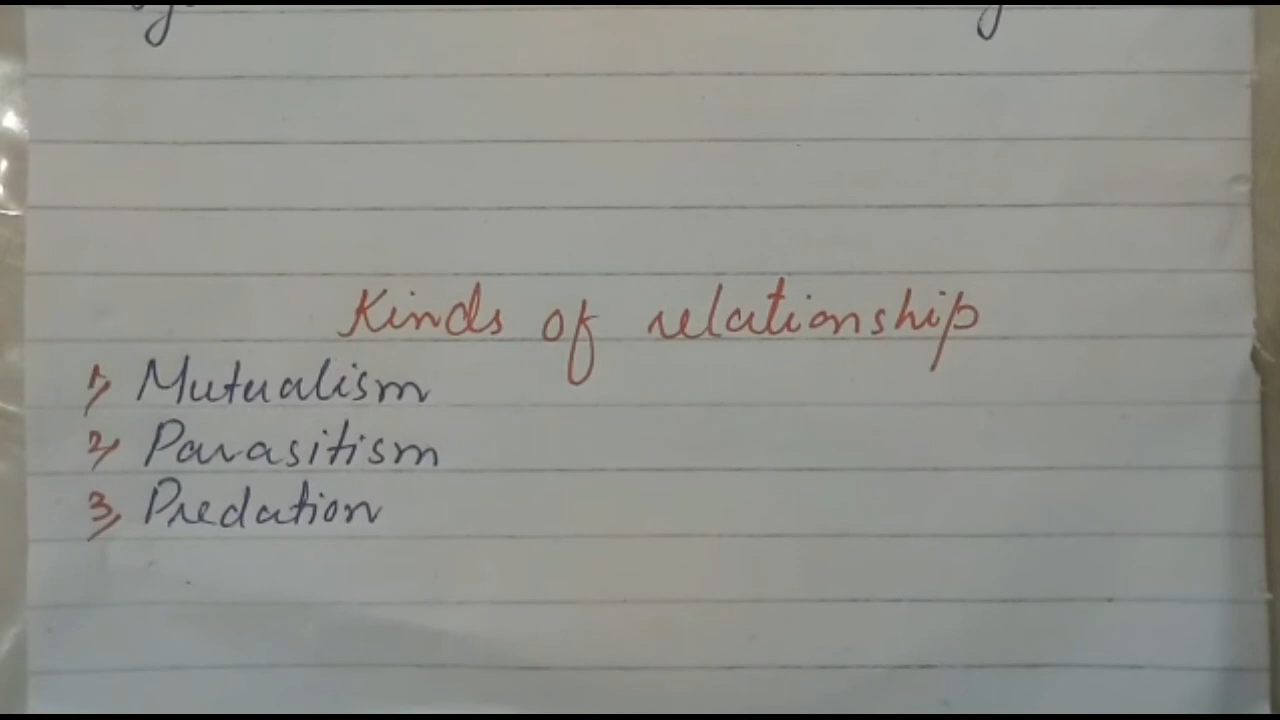 Kinds of relationship
1, Mutualism
2, Parasitism
3, Predation